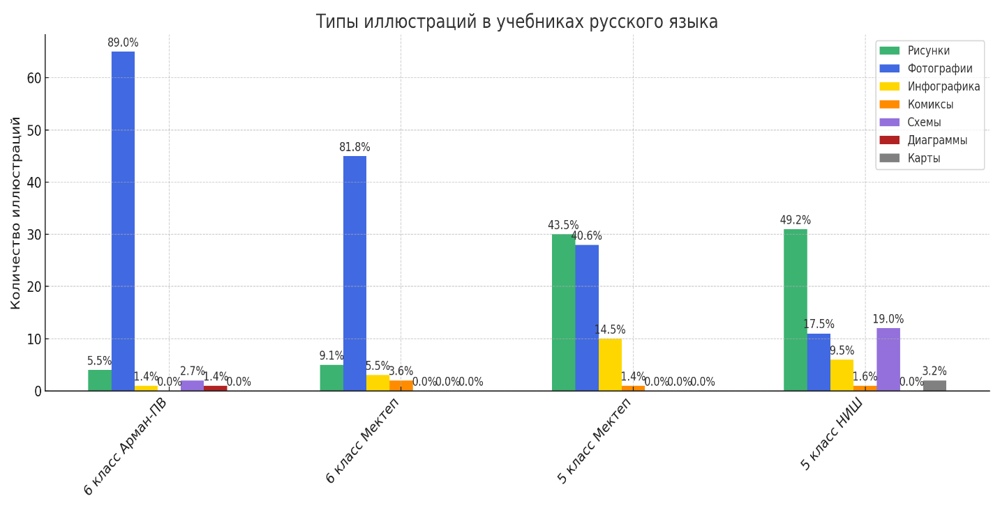 Типы иллюстраций в учебниках русского языка
Количество иллюстраций
60
50
40
30
20
10
0
Рисунки
Фотографии
Инфографика
Комиксы
Схемы
Диаграммы
Карты
5.5%
89.0%
1.4%
0.0%
2.7%
1.4%
0.0%
9.1%
81.8%
5.5%
3.6%
0.0%
0.0%
0.0%
43.5%
40.6%
14.5%
1.4%
0.0%
0.0%
0.0%
49.2%
17.5%
9.5%
1.6%
19.0%
0.0%
3.2%
6 класс Арман-ПВ
6 класс Мектеп
5 класс Мектеп
5 класс НИШ